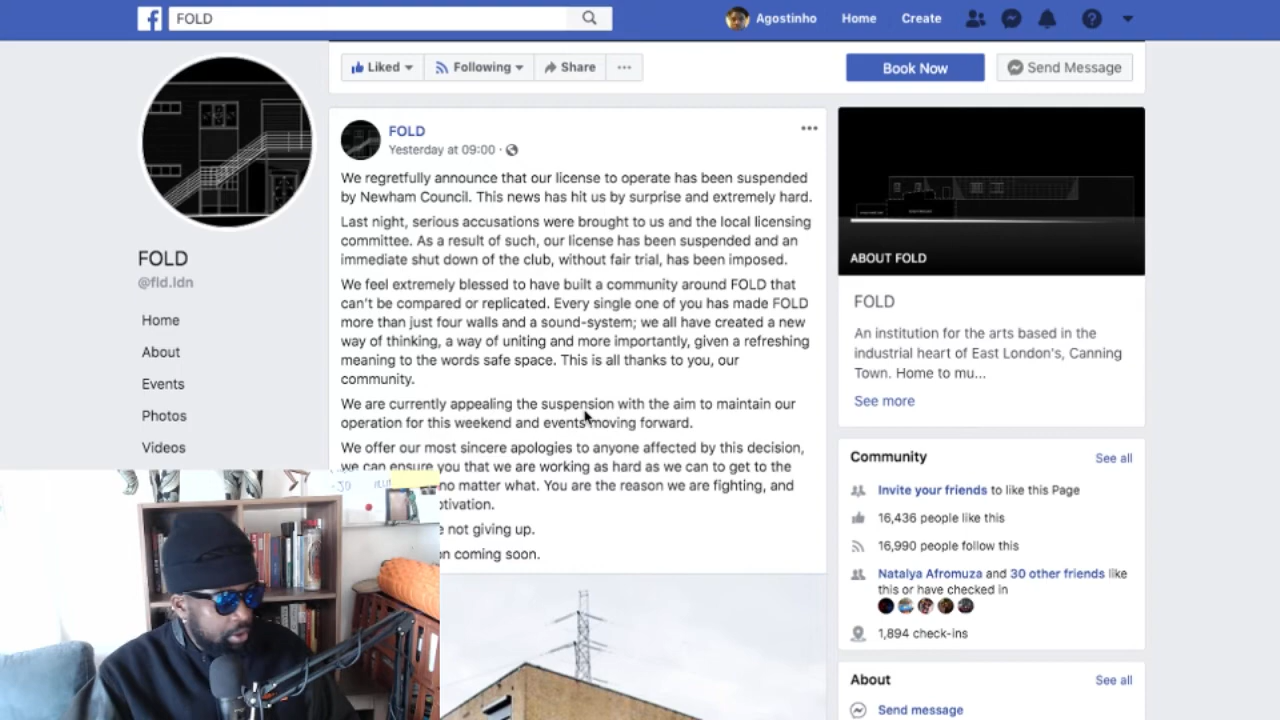 FOLD
Agostinho
Home
Create
Liked
Following
Share
Book Now
Send Message
FOLD
@fld.ldn
Home
About
Events
Photos
Videos
FOLD
Yesterday at 09:00
We regretfully announce that our license to operate has been suspended
by Newham Council. This news has hit us by surprise and extremely hard.
Last night, serious accusations were brought to us and the local licensing
committee. As a result of such, our license has been suspended and an
immediate shut down of the club, without fair trial, has been imposed.
We feel extremely blessed to have built a community around FOLD that
can't be compared or replicated. Every single one of you has made FOLD
more than just four walls and a sound-system; we all have created a new
way of thinking, a way of uniting and more importantly, given a refreshing
meaning to the words safe space. This is all thanks to you, our
community.
We are currently appealing the suspension with the aim to maintain our
operation for this weekend and events moving forward.
We offer our most sincere apologies to anyone affected by this decision,
we can ensure you that we are working as hard as we can to get to the
no matter what. You are the reason we are fighting, and
not giving up.
coming soon.
ABOUT FOLD
FOLD
An institution for the arts based in the
industrial heart of East London's, Canning
Town. Home to mu...
See more
Community
See all
Invite your friends to like this Page
16,436 people like this
16,990 people follow this
Natalya Afromuza and 30 other friends like
this or have checked in
1,894 check-ins
About
See all
Send message